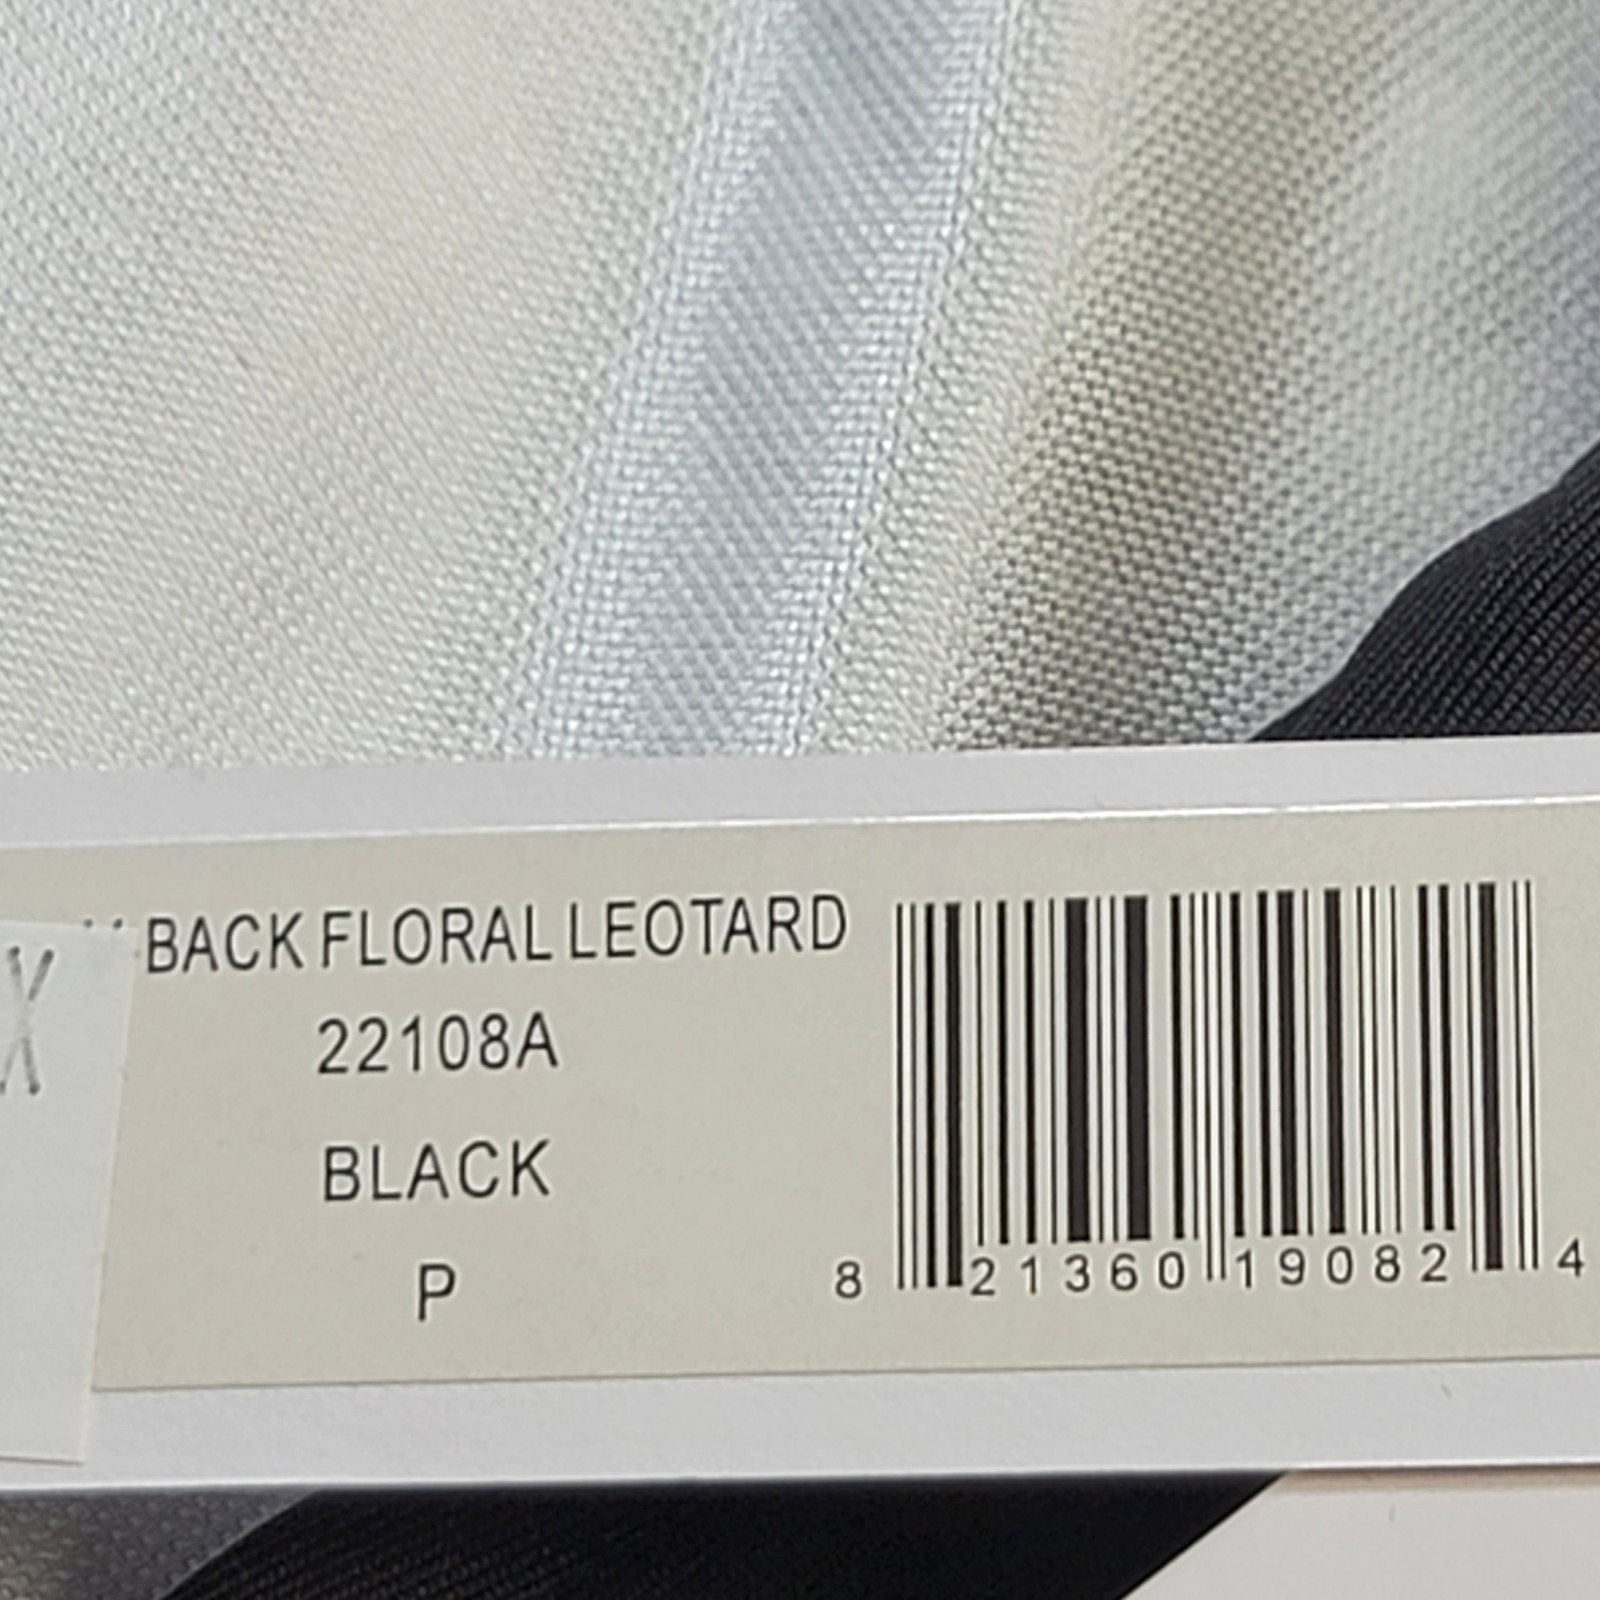 X
BACK FLORAL LEOTARD
22108A
BLACK
P
8 21360 19082 4